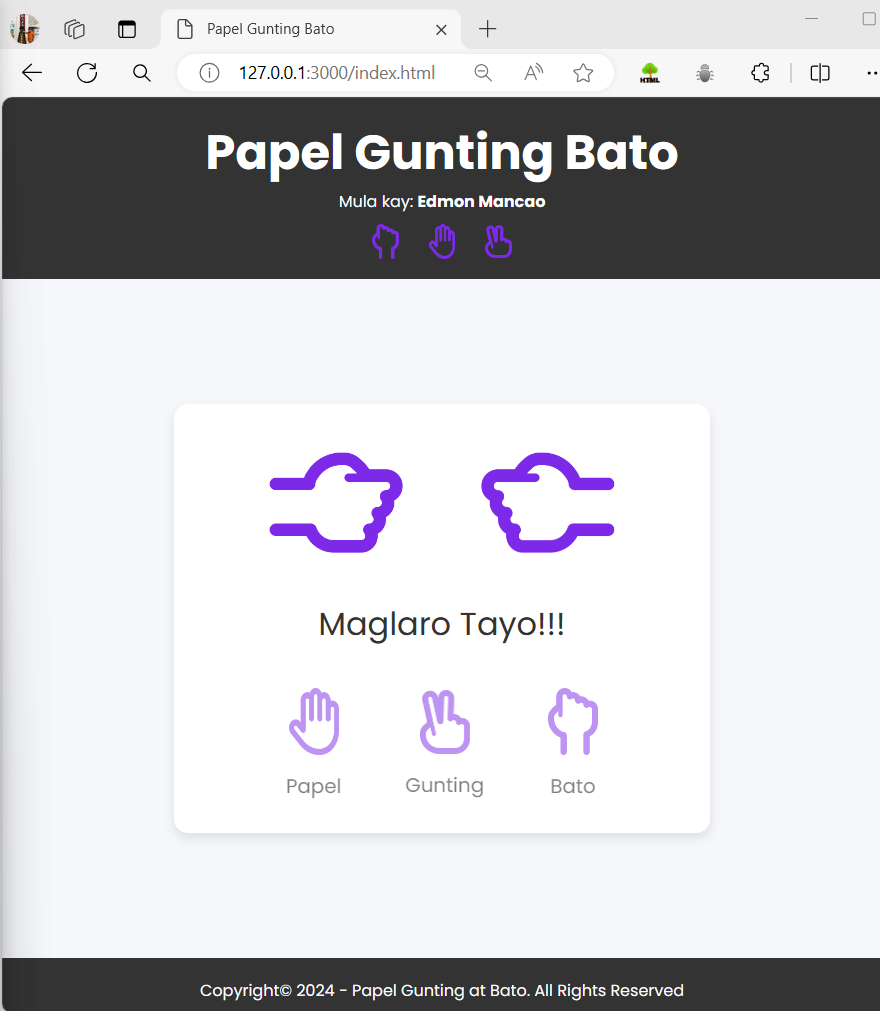 Papel Gunting Bato
127.0.0.1:3000/index.html
HTML
Papel Gunting Bato
Mula kay: Edmon Mancao
Maglaro Tayo!!!
Papel Gunting Bato
Copyright© 2024 - Papel Gunting at Bato. All Rights Reserved